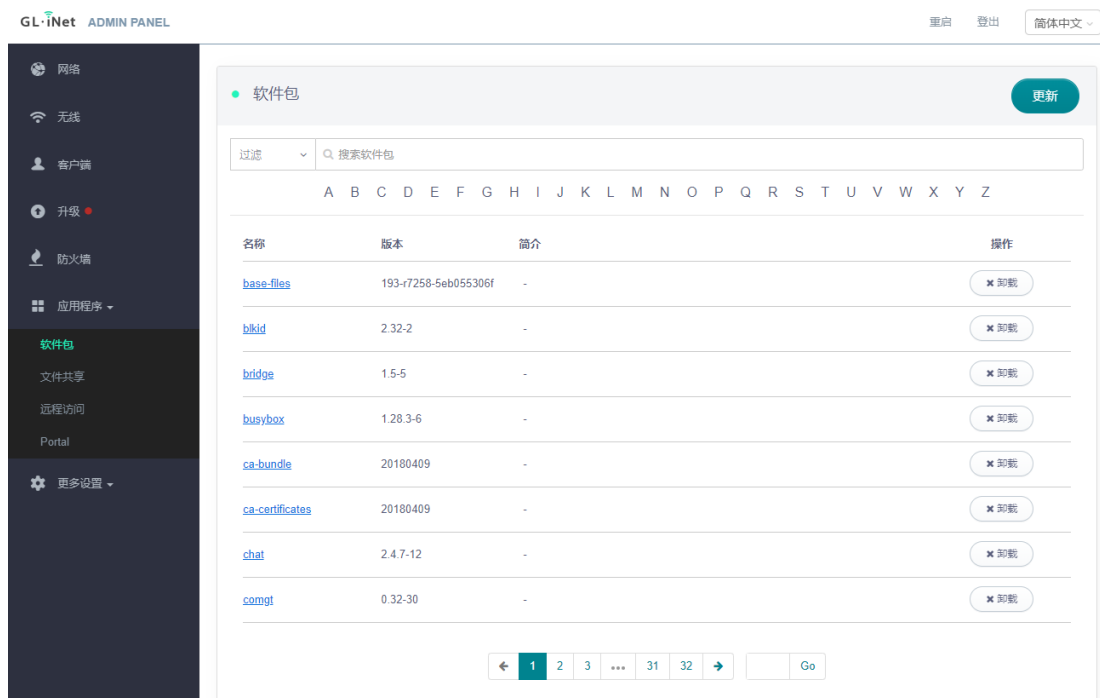 GL·iNet ADMIN PANEL 重启 登出 简体中文
网络
无线
客户端
升级
防火墙
应用程序
软件包
文件共享
远程访问
Portal
更多设置
软件包 更新
过滤 搜索软件包
A B C D E F G H I J K L M N O P Q R S T U V W X Y Z
名称 版本 简介 操作
base-files 193-r7258-5eb055306f - 卸载
blkid 2.32-2 - 卸载
bridge 1.5-5 - 卸载
busybox 1.28.3-6 - 卸载
ca-bundle 20180409 - 卸载
ca-certificates 20180409 - 卸载
chat 2.4.7-12 - 卸载
comgt 0.32-30 - 卸载
1 2 3 ... 31 32 Go